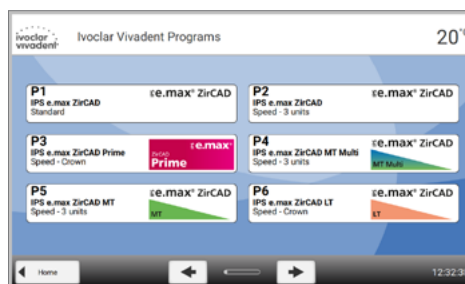 ivoclar
vivadent
Ivoclar Vivadent Programs
20°
P1
IPS e.max ZirCAD
Standard
e.max® ZirCAD
P2
IPS e.max ZirCAD
Speed - 3 units
e.max® ZirCAD
P3
IPS e.max ZirCAD Prime
Speed - Crown
e.max®
ZirCAD
Prime
P4
IPS e.max ZirCAD MT Multi
Speed - 3 units
e.max® ZirCAD
MT Multi
P5
IPS e.max ZirCAD MT
Speed - 3 units
e.max® ZirCAD
MT
P6
IPS e.max ZirCAD LT
Speed - Crown
e.max® ZirCAD
LT
Home
12:32:3